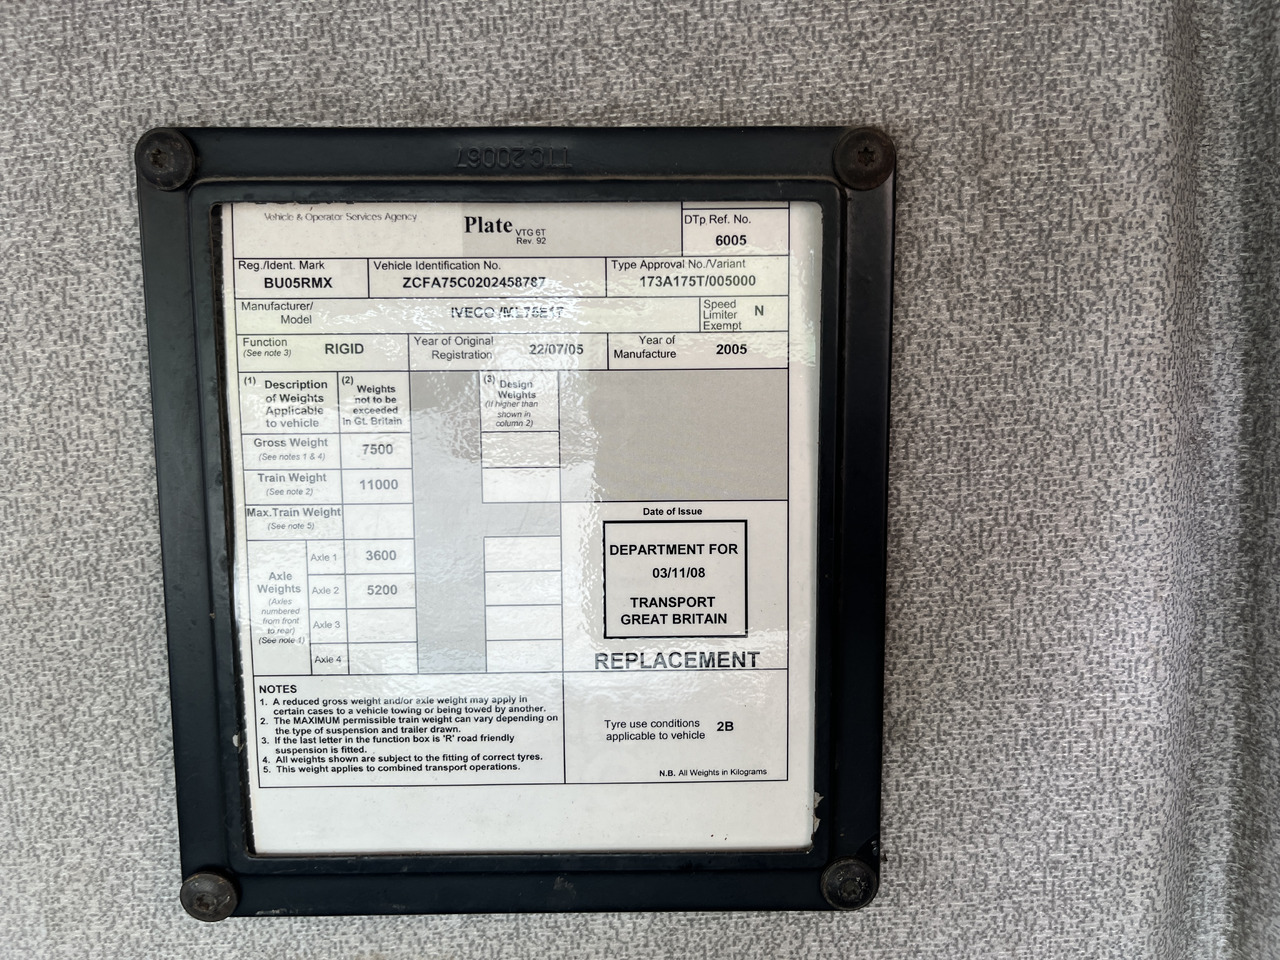 TTC 20067
Vehicle & Operator Services Agency
Plate VTG 6T
Rev. 92
DTp Ref. No.
6005
Reg./Ident. Mark
BU05RMX
Vehicle Identification No.
ZCFA75C0202458787
Type Approval No./Variant
173A175T/005000
Manufacturer/
Model
IVECO /ML75E17
Speed
Limiter
Exempt
N
Function
(See note 3)
RIGID
Year of Original
Registration
22/07/05
Year of
Manufacture
2005
(1) Description
of Weights
Applicable
to vehicle
(2) Weights
not to be
exceeded
in Gt. Britain
(3) Design
Weights
(if higher than
shown in
column 2)
Gross Weight
(See notes 1 & 4)
7500
Train Weight
(See note 2)
11000
Max.Train Weight
(See note 5)
Axle
Weights
(Axles
numbered
from front
to rear)
(See note 1)
Axle 1
3600
Axle 2
5200
Axle 3
Axle 4
Date of Issue
DEPARTMENT FOR
03/11/08
TRANSPORT
GREAT BRITAIN
REPLACEMENT
NOTES
1. A reduced gross weight and/or axle weight may apply in
certain cases to a vehicle towing or being towed by another.
2. The MAXIMUM permissible train weight can vary depending on
the type of suspension and trailer drawn.
3. If the last letter in the function box is 'R' road friendly
suspension is fitted.
4. All weights shown are subject to the fitting of correct tyres.
5. This weight applies to combined transport operations.
Tyre use conditions
applicable to vehicle
2B
N.B. All Weights in Kilograms